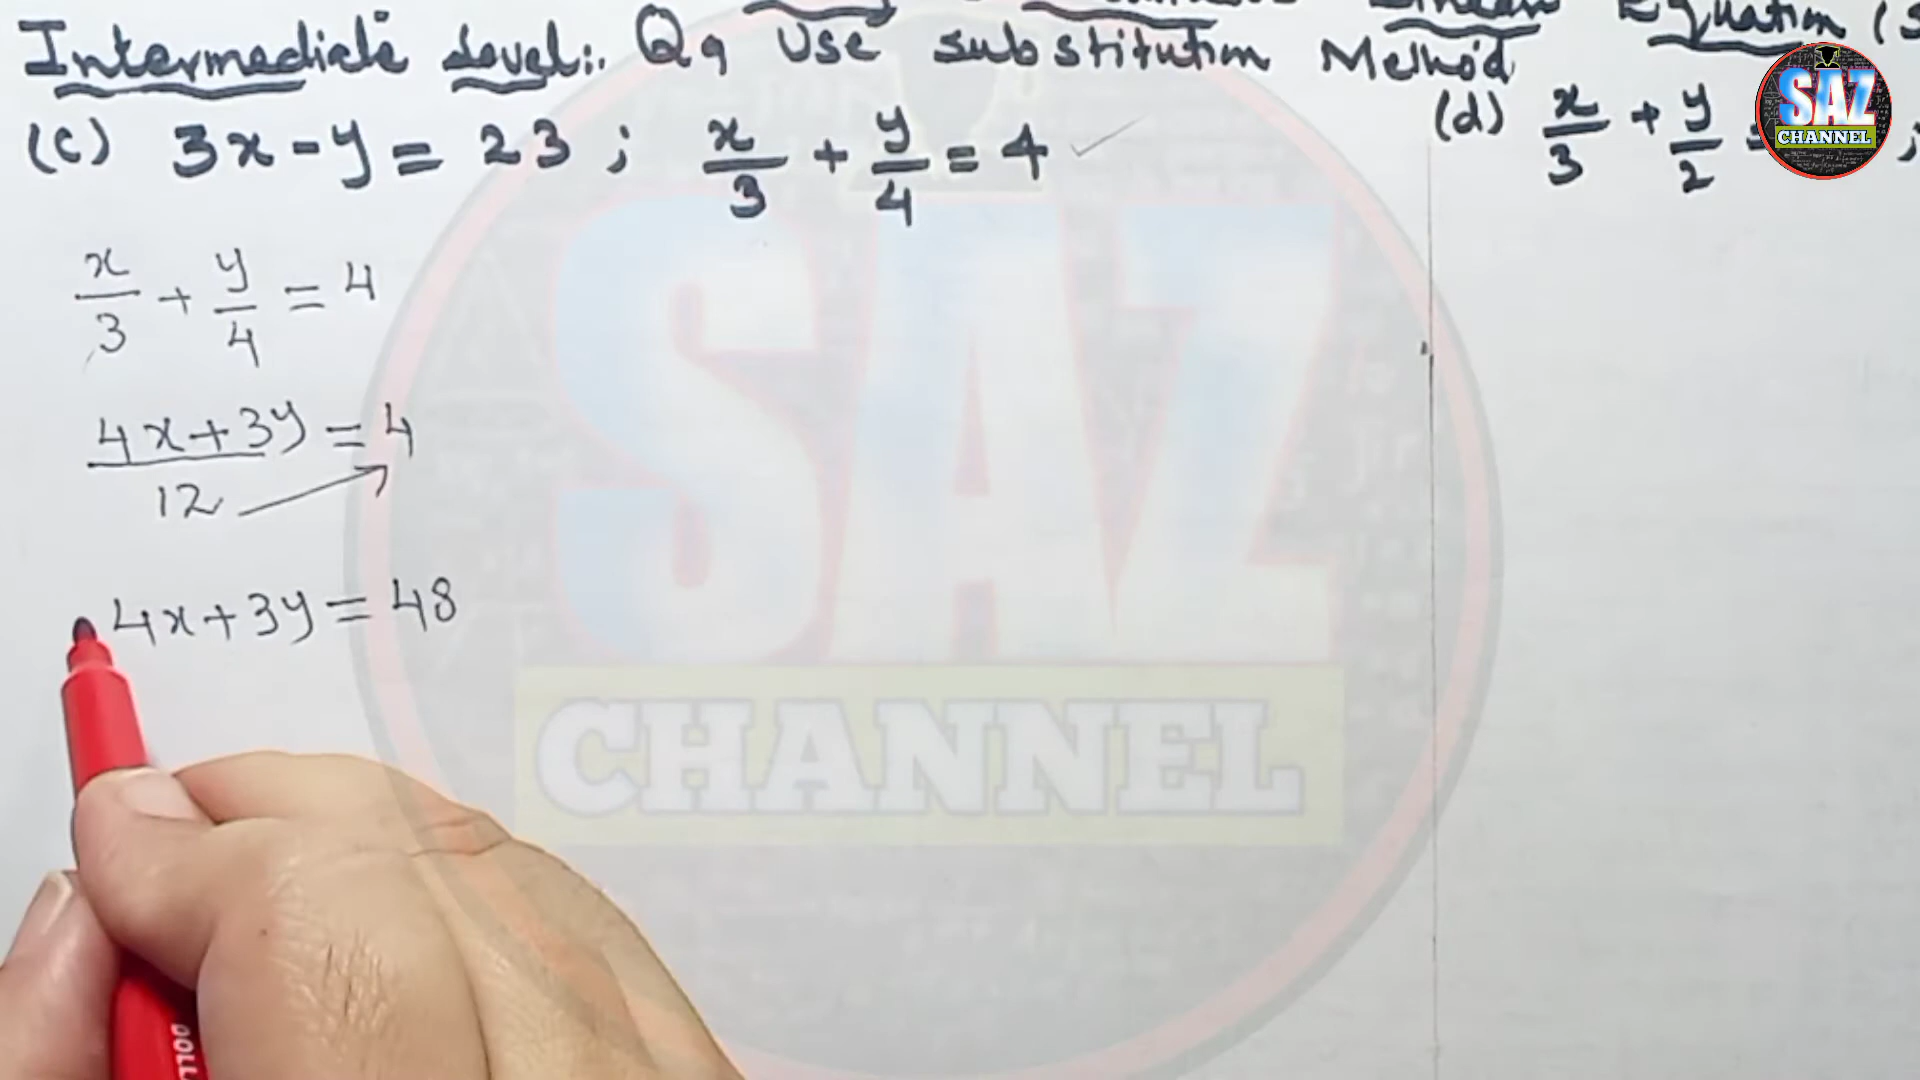 Equation
Intermediate Level:. Q9 Use substitution Method
(c) 3x - y = 23 ; x/3 + y/4 = 4
(d) x/3 + y/2 = ;
SAZ
CHANNEL
x/3 + y/4 = 4
4x + 3y = 4
12
4x + 3y = 48
SAZ
CHANNEL